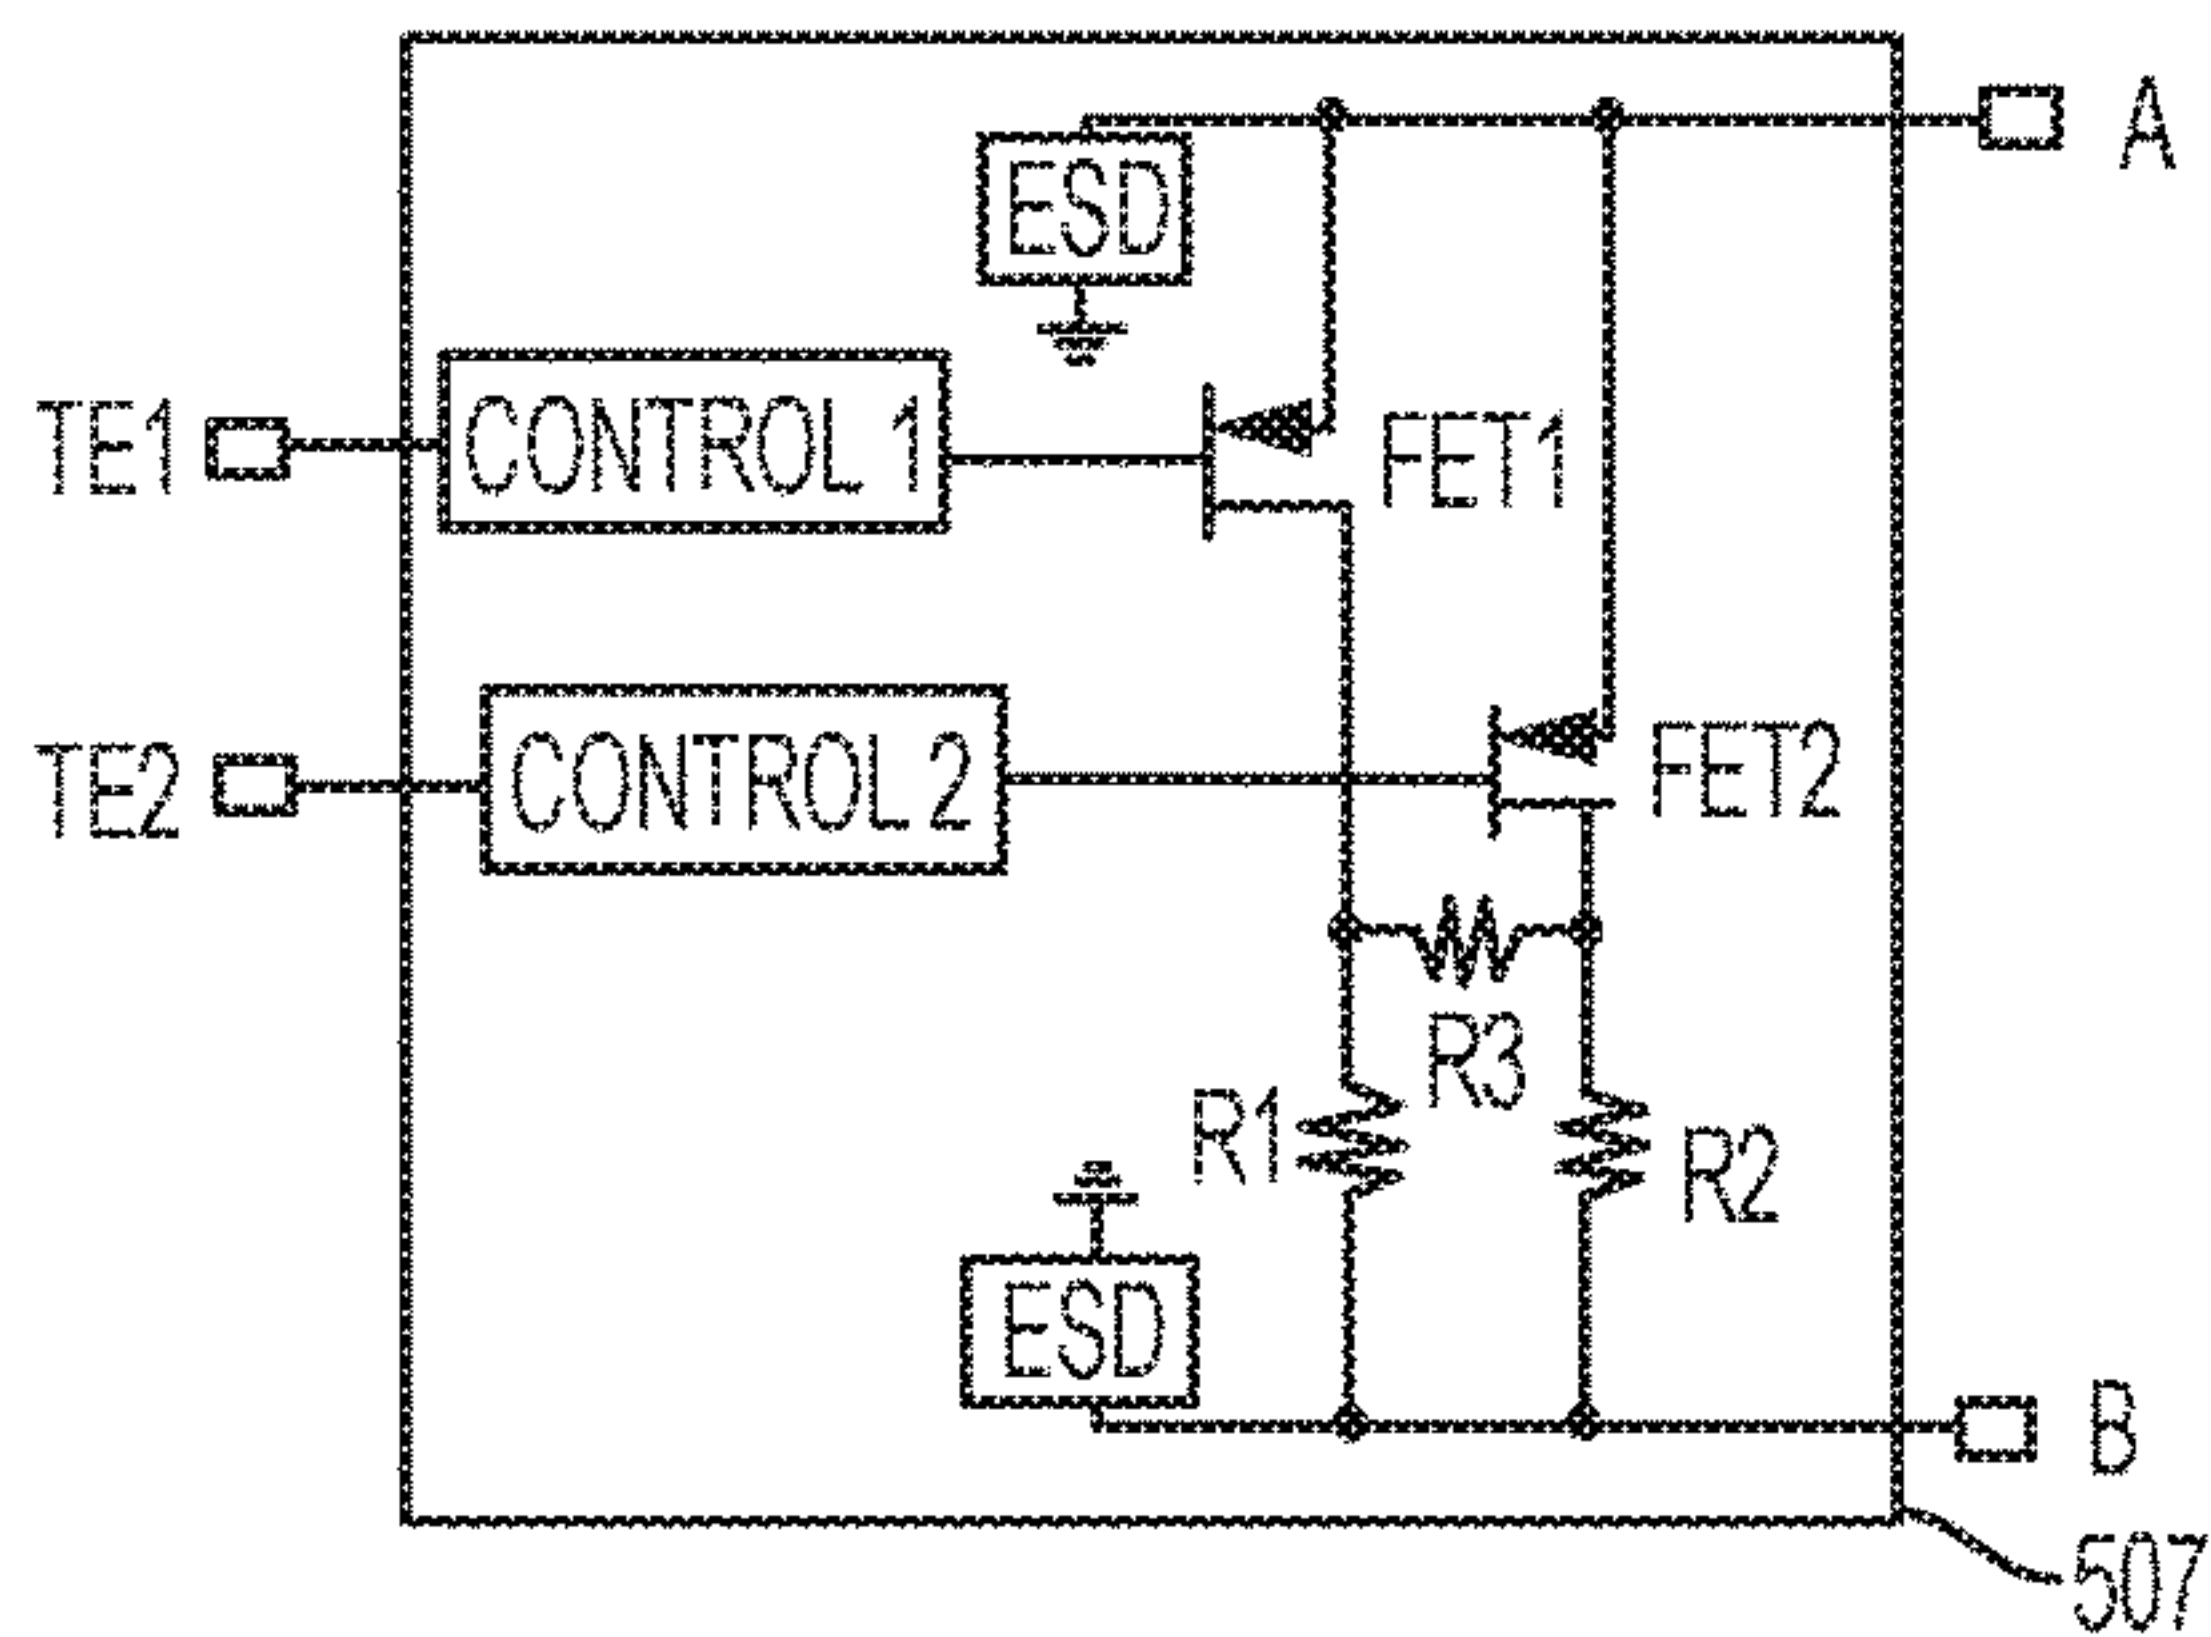 A
ESD
TE1
CONTROL 1
FET1
TE2
CONTROL 2
FET2
R3
R1
R2
ESD
B
507